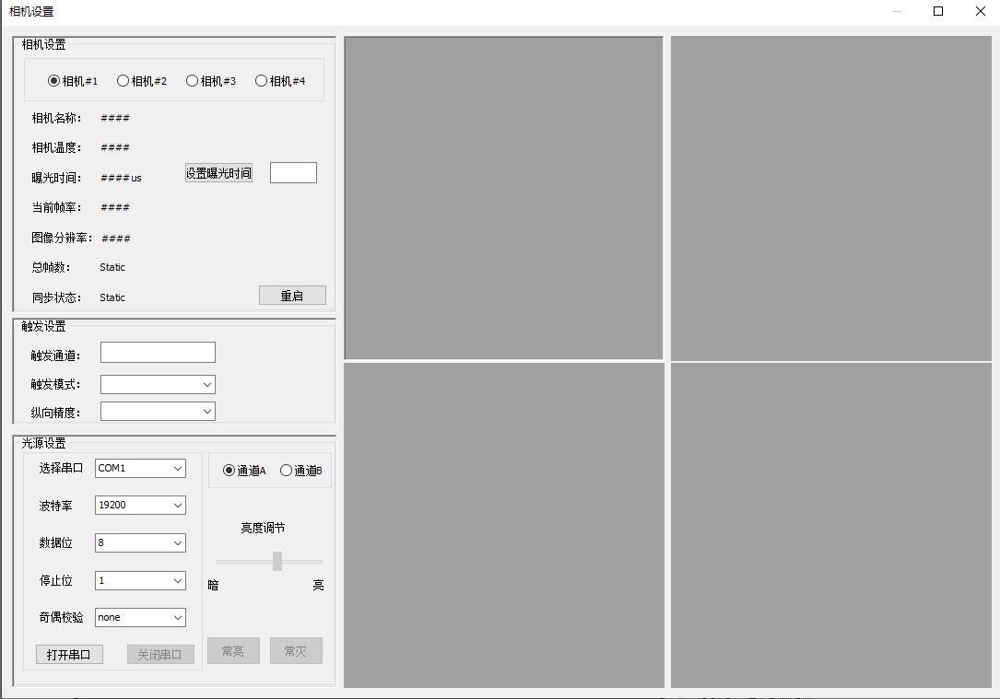 相机设置
相机设置
相机#1 相机#2 相机#3 相机#4
相机名称： ####
相机温度： ####
曝光时间： ####us 设置曝光时间
当前帧率： ####
图像分辨率： ####
总帧数： Static
同步状态： Static 重启
触发设置
触发通道：
触发模式：
纵向精度：
光源设置
选择串口 COM1 通道A 通道B
波特率 19200
亮度调节
数据位 8
停止位 1 暗 亮
奇偶校验 none
打开串口 关闭串口 常亮 常灭